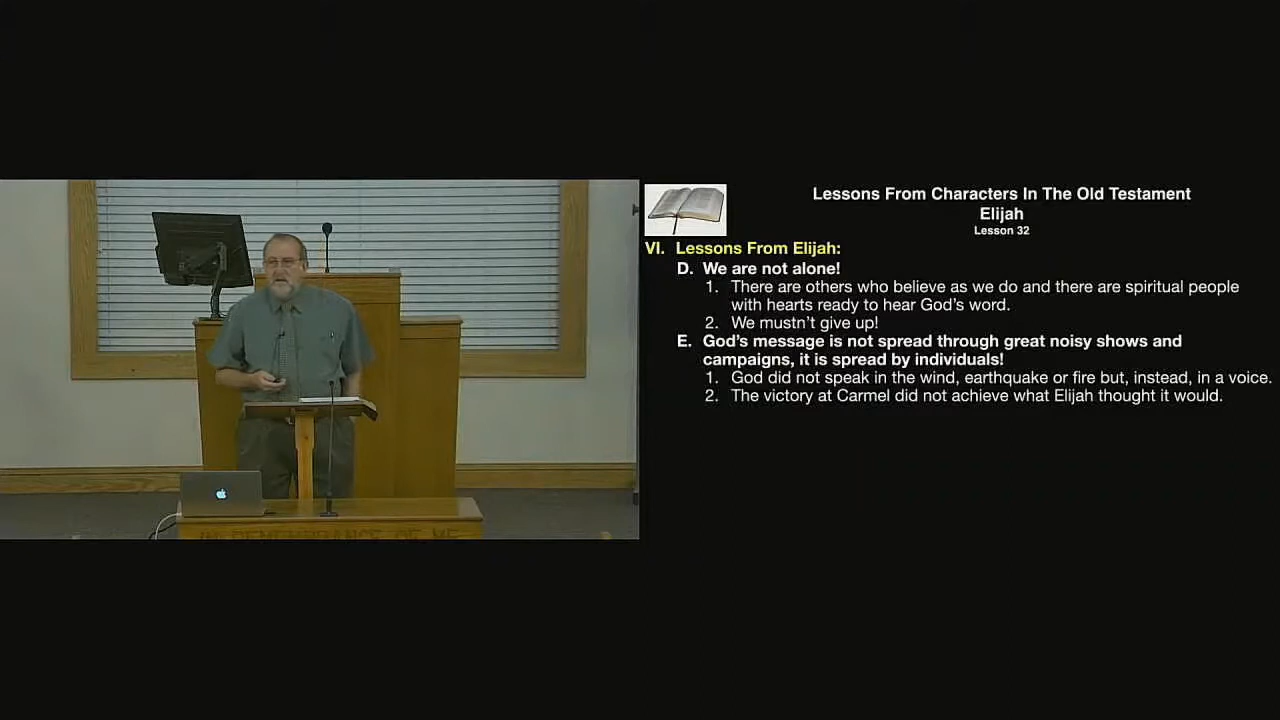 Lessons From Characters In The Old Testament
Elijah
Lesson 32
VI. Lessons From Elijah:
D. We are not alone!
1. There are others who believe as we do and there are spiritual people
with hearts ready to hear God's word.
2. We mustn't give up!
E. God's message is not spread through great noisy shows and
campaigns, it is spread by individuals!
1. God did not speak in the wind, earthquake or fire but, instead, in a voice.
2. The victory at Carmel did not achieve what Elijah thought it would.
IN REMEMBRANCE OF ME